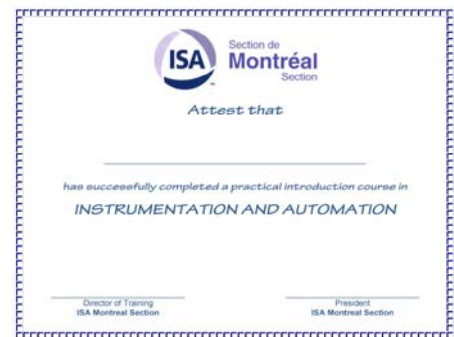 ISA
Section de
Montréal
Section
Attest that
has successfully completed a practical introduction course in
INSTRUMENTATION AND AUTOMATION
Director of Training
ISA Montreal Section
President
ISA Montreal Section